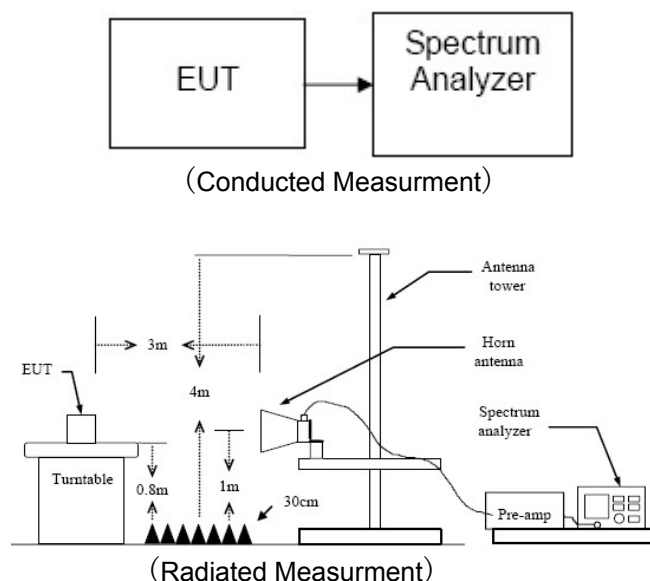 EUT
Spectrum
Analyzer
（Conducted Measurment）
Antenna
tower
3m
Horn
antenna
EUT
4m
Spectrum
analyzer
Turntable
0.8m
1m
30cm
Pre-amp
（Radiated Measurment）